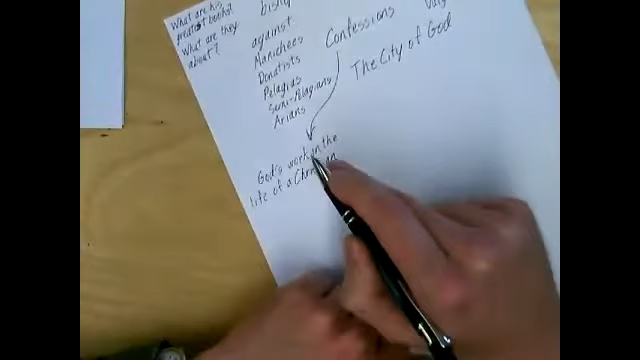 What are his
greatest books?
What are they
about?
bishop
against
Manichees
Donatists
Pelagias
Semi-Pelagians
Arians
Confessions
The City of God
God's work in the
life of a Christian